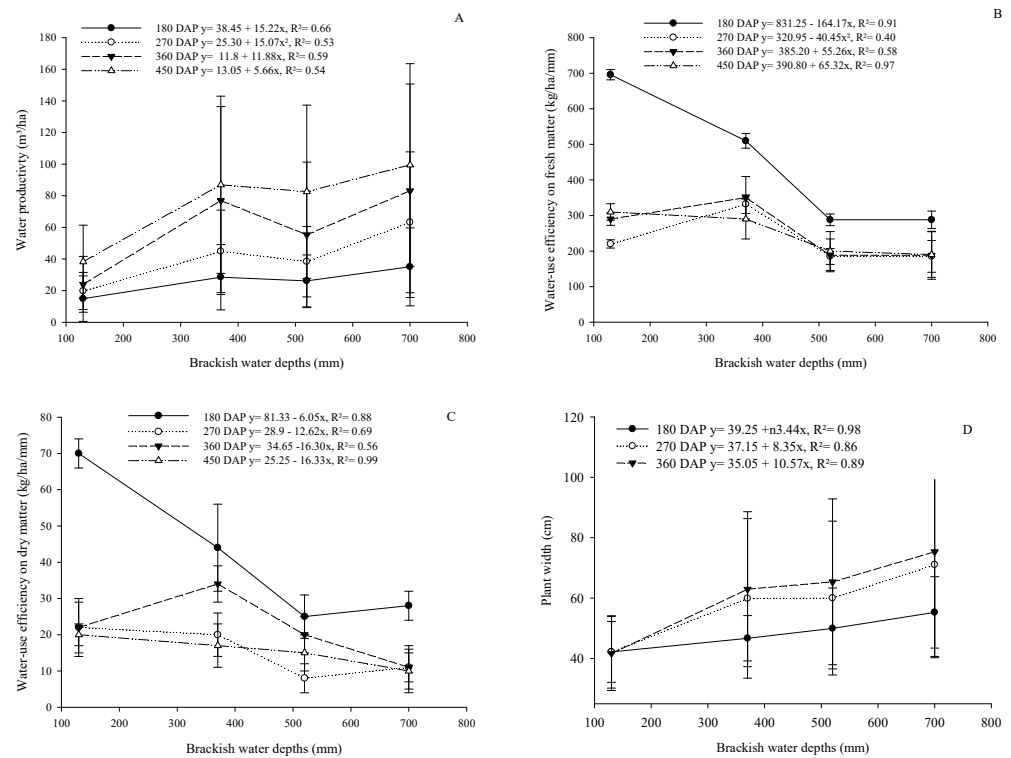 A
180 DAP y= 38.45 + 15.22x, R²= 0.66
270 DAP y= 25.30 + 15.07x², R²= 0.53
360 DAP y= 11.8 + 11.88x, R²= 0.59
450 DAP y= 13.05 + 5.66x, R²= 0.54
Water productivty (m³/ha)
180
160
140
120
100
80
60
40
20
0
100 200 300 400 500 600 700 800
Brackish water depths (mm)
B
180 DAP y= 831.25 - 164.17x, R²= 0.91
270 DAP y= 320.95 - 40.45x², R²= 0.40
360 DAP y= 385.20 + 55.26x, R²= 0.58
450 DAP y= 390.80 + 65.32x, R²= 0.97
Water-use efficiency on fresh matter (kg/ha/mm)
800
700
600
500
400
300
200
100
0
100 200 300 400 500 600 700 800
Brackish water depths (mm)
C
180 DAP y= 81.33 - 6.05x, R²= 0.88
270 DAP y= 28.9 - 12.62x, R²= 0.69
360 DAP y= 34.65 -16.30x, R²= 0.56
450 DAP y= 25.25 - 16.33x, R²= 0.99
Water-use efficiency on dry matter (kg/ha/mm)
80
70
60
50
40
30
20
10
0
100 200 300 400 500 600 700 800
Brackish water depths (mm)
D
180 DAP y= 39.25 +n3.44x, R²= 0.98
270 DAP y= 37.15 + 8.35x, R²= 0.86
360 DAP y= 35.05 + 10.57x, R²= 0.89
Plant width (cm)
120
100
80
60
40
100 200 300 400 500 600 700 800
Brackish water depths (mm)